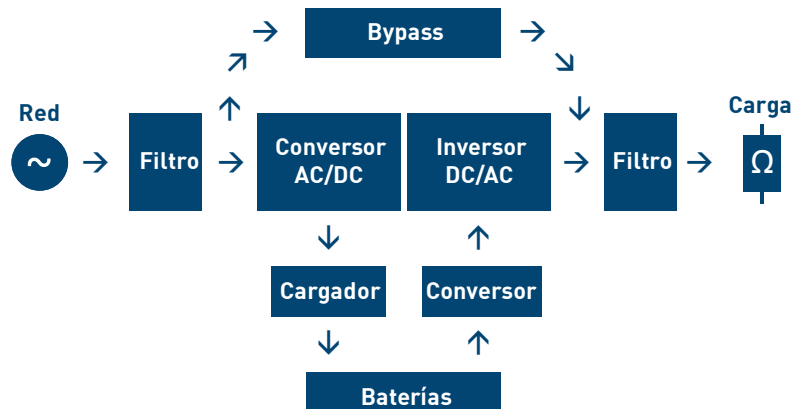 Bypass
Red
Carga
~
Filtro
Conversor
AC/DC
Inversor
DC/AC
Filtro
Ω
Cargador
Conversor
Baterías